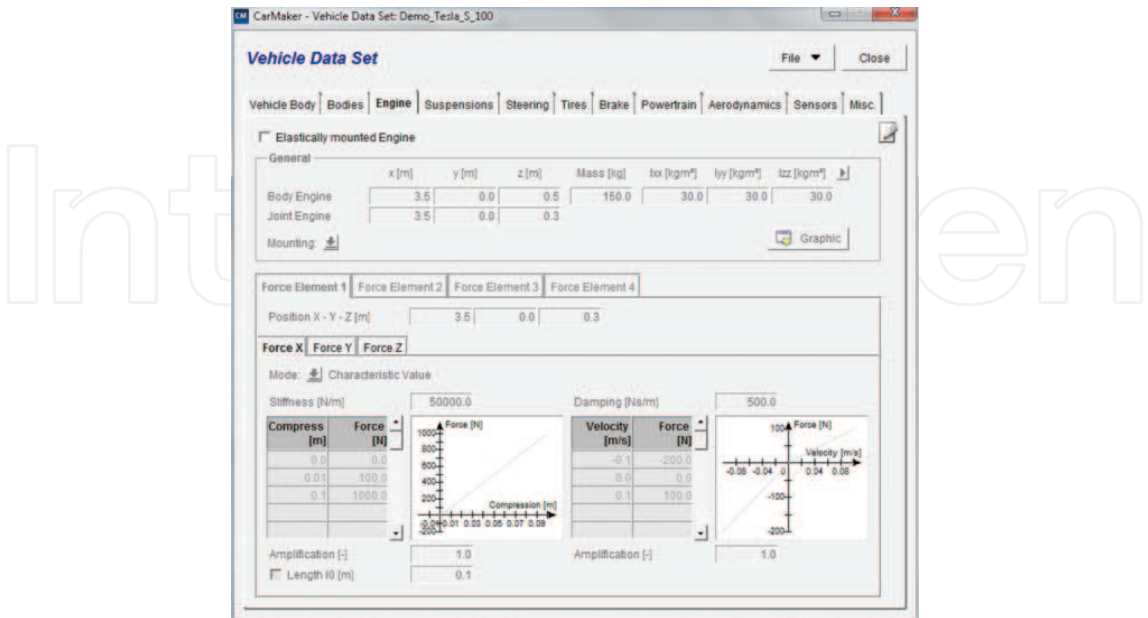 CM CarMaker - Vehicle Data Set: Demo_Tesla_S_100
Vehicle Data Set
File Close
Vehicle Body Bodies Engine Suspensions Steering Tires Brake Powertrain Aerodynamics Sensors Misc.
Elastically mounted Engine
General
x [m] y [m] z [m] Mass [kg] Ixx [kgm²] Iyy [kgm²] Izz [kgm²]
Body Engine 3.5 0.0 0.5 150.0 30.0 30.0 30.0
Joint Engine 3.5 0.0 0.3
Mounting: Graphic
Force Element 1 Force Element 2 Force Element 3 Force Element 4
Position X - Y - Z [m] 3.5 0.0 0.3
Force X Force Y Force Z
Mode: Characteristic Value
Stiffness [N/m] 50000.0 Damping [Ns/m] 500.0
Compress [m] Force [N]
0.0 0.0
0.01 100.0
0.1 1000.0
Force [N]
1000
800
600
400
200
-200
Compression [m]
-0.01 0.01 0.03 0.05 0.07 0.09
Velocity [m/s] Force [N]
-0.1 -200.0
0.0 0.0
0.1 100.0
100 Force [N]
Velocity [m/s]
-0.08 -0.04 0 0.04 0.08
-100
-200
Amplification [-] 1.0 Amplification [-] 1.0
Length l0 [m] 0.1
Int en